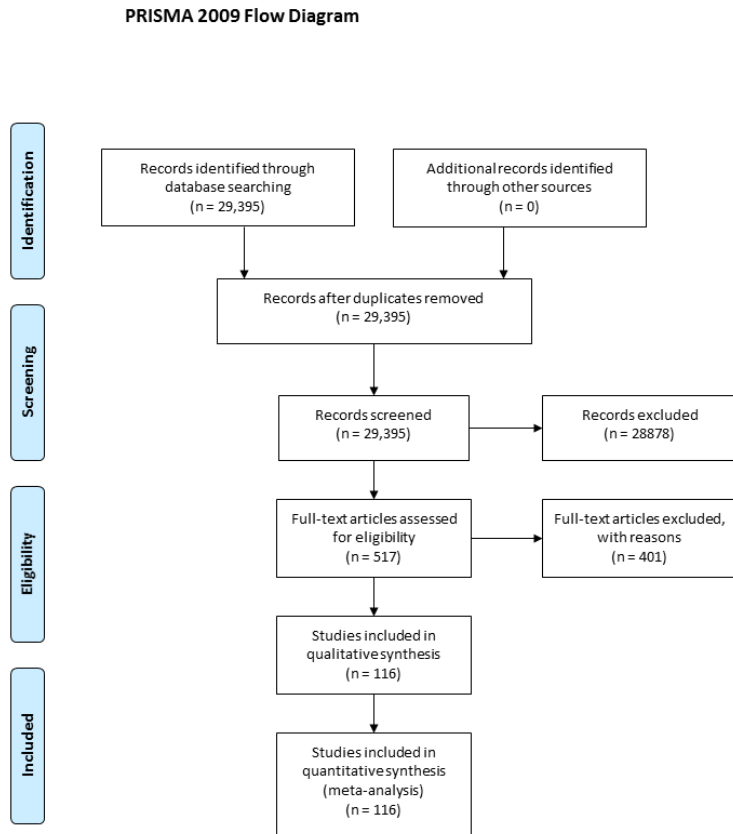 PRISMA 2009 Flow Diagram
Identification
Records identified through
database searching
(n = 29,395)
Additional records identified
through other sources
(n = 0)
Records after duplicates removed
(n = 29,395)
Screening
Records screened
(n = 29,395)
Records excluded
(n = 28878)
Eligibility
Full-text articles assessed
for eligibility
(n = 517)
Full-text articles excluded,
with reasons
(n = 401)
Studies included in
qualitative synthesis
(n = 116)
Included
Studies included in
quantitative synthesis
(meta-analysis)
(n = 116)